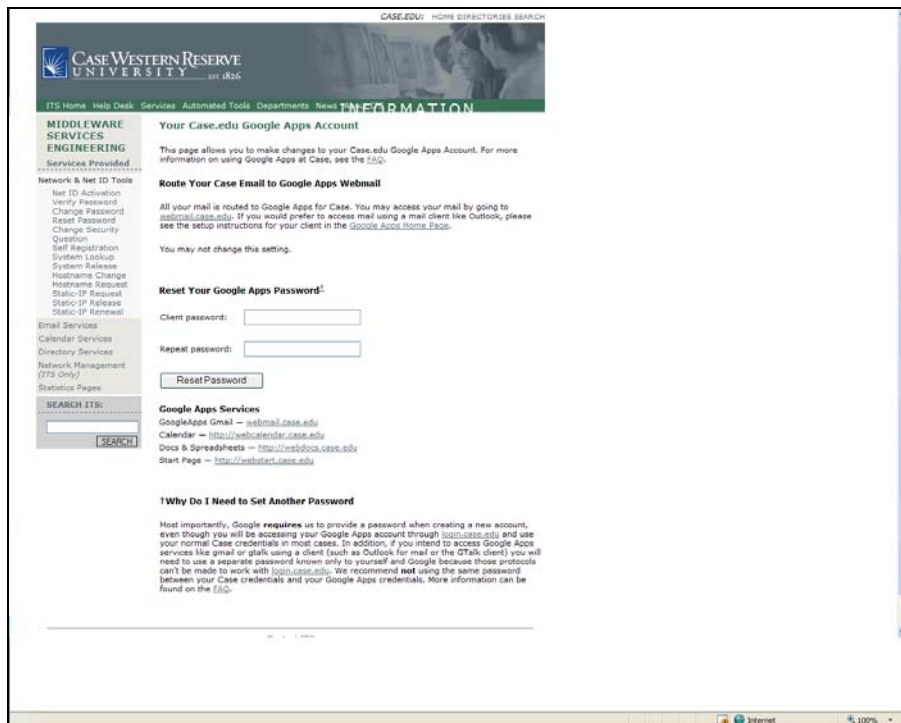 CASE.EDU: HOME DIRECTORIES SEARCH
CASE WESTERN RESERVE
UNIVERSITY EST. 1826
INFORMATION
ITS Home Help Desk Services Automated Tools Departments News
MIDDLEWARE
SERVICES
ENGINEERING
Services Provided
Network & Net ID Tools
Net ID Activation
Verify Password
Change Password
Reset Password
Change Security
Question
Self Registration
System Lookup
System Release
Hostname Change
Hostname Request
Static-IP Request
Static-IP Release
Static-IP Renewal
Email Services
Calendar Services
Directory Services
Network Management
(ITS Only)
Statistics Pages
SEARCH ITS:
SEARCH
Your Case.edu Google Apps Account
This page allows you to make changes to your Case.edu Google Apps Account. For more
information on using Google Apps at Case, see the FAQ.
Route Your Case Email to Google Apps Webmail
All your mail is routed to Google Apps for Case. You may access your mail by going to
webmail.case.edu. If you would prefer to access mail using a mail client like Outlook, please
see the setup instructions for your client in the Google Apps Home Page.
You may not change this setting.
Reset Your Google Apps Password†
Client password:
Repeat password:
Reset Password
Google Apps Services
GoogleApps Gmail — webmail.case.edu
Calendar — http://webcalendar.case.edu
Docs & Spreadsheets — http://webdocs.case.edu
Start Page — http://webstart.case.edu
†Why Do I Need to Set Another Password
Most importantly, Google requires us to provide a password when creating a new account,
even though you will be accessing your Google Apps account through login.case.edu and use
your normal Case credentials in most cases. In addition, if you intend to access Google Apps
services like gmail or gtalk using a client (such as Outlook for mail or the GTalk client) you will
need to use a separate password known only to yourself and Google because those protocols
can't be made to work with login.case.edu. We recommend not using the same password
between your Case credentials and your Google Apps credentials. More information can be
found on the FAQ.
Internet
100%